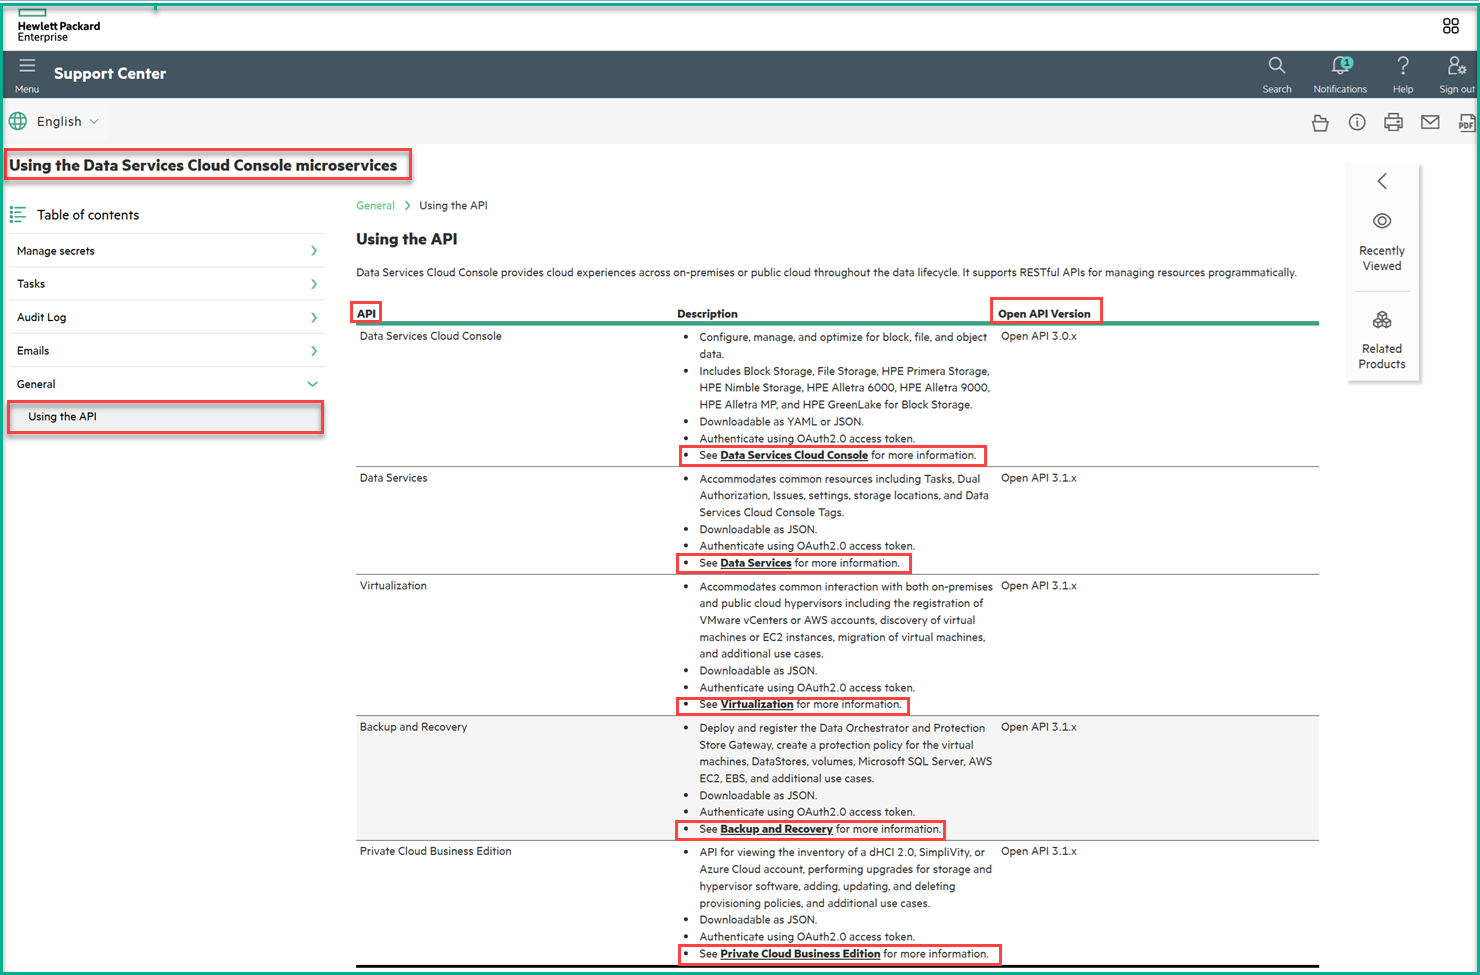 Hewlett Packard
Enterprise
Menu
Support Center
Search
1
Notifications
Help
Sign out
English
PDF
Using the Data Services Cloud Console microservices
Table of contents
Manage secrets
Tasks
Audit Log
Emails
General
Using the API
General > Using the API
Using the API
Data Services Cloud Console provides cloud experiences across on-premises or public cloud throughout the data lifecycle. It supports RESTful APIs for managing resources programmatically.
API Description Open API Version
Data Services Cloud Console
• Configure, manage, and optimize for block, file, and object
data.
• Includes Block Storage, File Storage, HPE Primera Storage,
HPE Nimble Storage, HPE Alletra 6000, HPE Alletra 9000,
HPE Alletra MP, and HPE GreenLake for Block Storage.
• Downloadable as YAML or JSON.
• Authenticate using OAuth2.0 access token.
• See Data Services Cloud Console for more information.
Open API 3.0.x
Data Services
• Accommodates common resources including Tasks, Dual
Authorization, Issues, settings, storage locations, and Data
Services Cloud Console Tags.
• Downloadable as JSON.
• Authenticate using OAuth2.0 access token.
• See Data Services for more information.
Open API 3.1.x
Virtualization
• Accommodates common interaction with both on-premises
and public cloud hypervisors including the registration of
VMware vCenters or AWS accounts, discovery of virtual
machines or EC2 instances, migration of virtual machines,
and additional use cases.
• Downloadable as JSON.
• Authenticate using OAuth2.0 access token.
• See Virtualization for more information.
Open API 3.1.x
Backup and Recovery
• Deploy and register the Data Orchestrator and Protection
Store Gateway, create a protection policy for the virtual
machines, DataStores, volumes, Microsoft SQL Server, AWS
EC2, EBS, and additional use cases.
• Downloadable as JSON.
• Authenticate using OAuth2.0 access token.
• See Backup and Recovery for more information.
Open API 3.1.x
Private Cloud Business Edition
• API for viewing the inventory of a dHCI 2.0, SimpliVity, or
Azure Cloud account, performing upgrades for storage and
hypervisor software, adding, updating, and deleting
provisioning policies, and additional use cases.
• Downloadable as JSON.
• Authenticate using OAuth2.0 access token.
• See Private Cloud Business Edition for more information.
Open API 3.1.x
Recently
Viewed
Related
Products